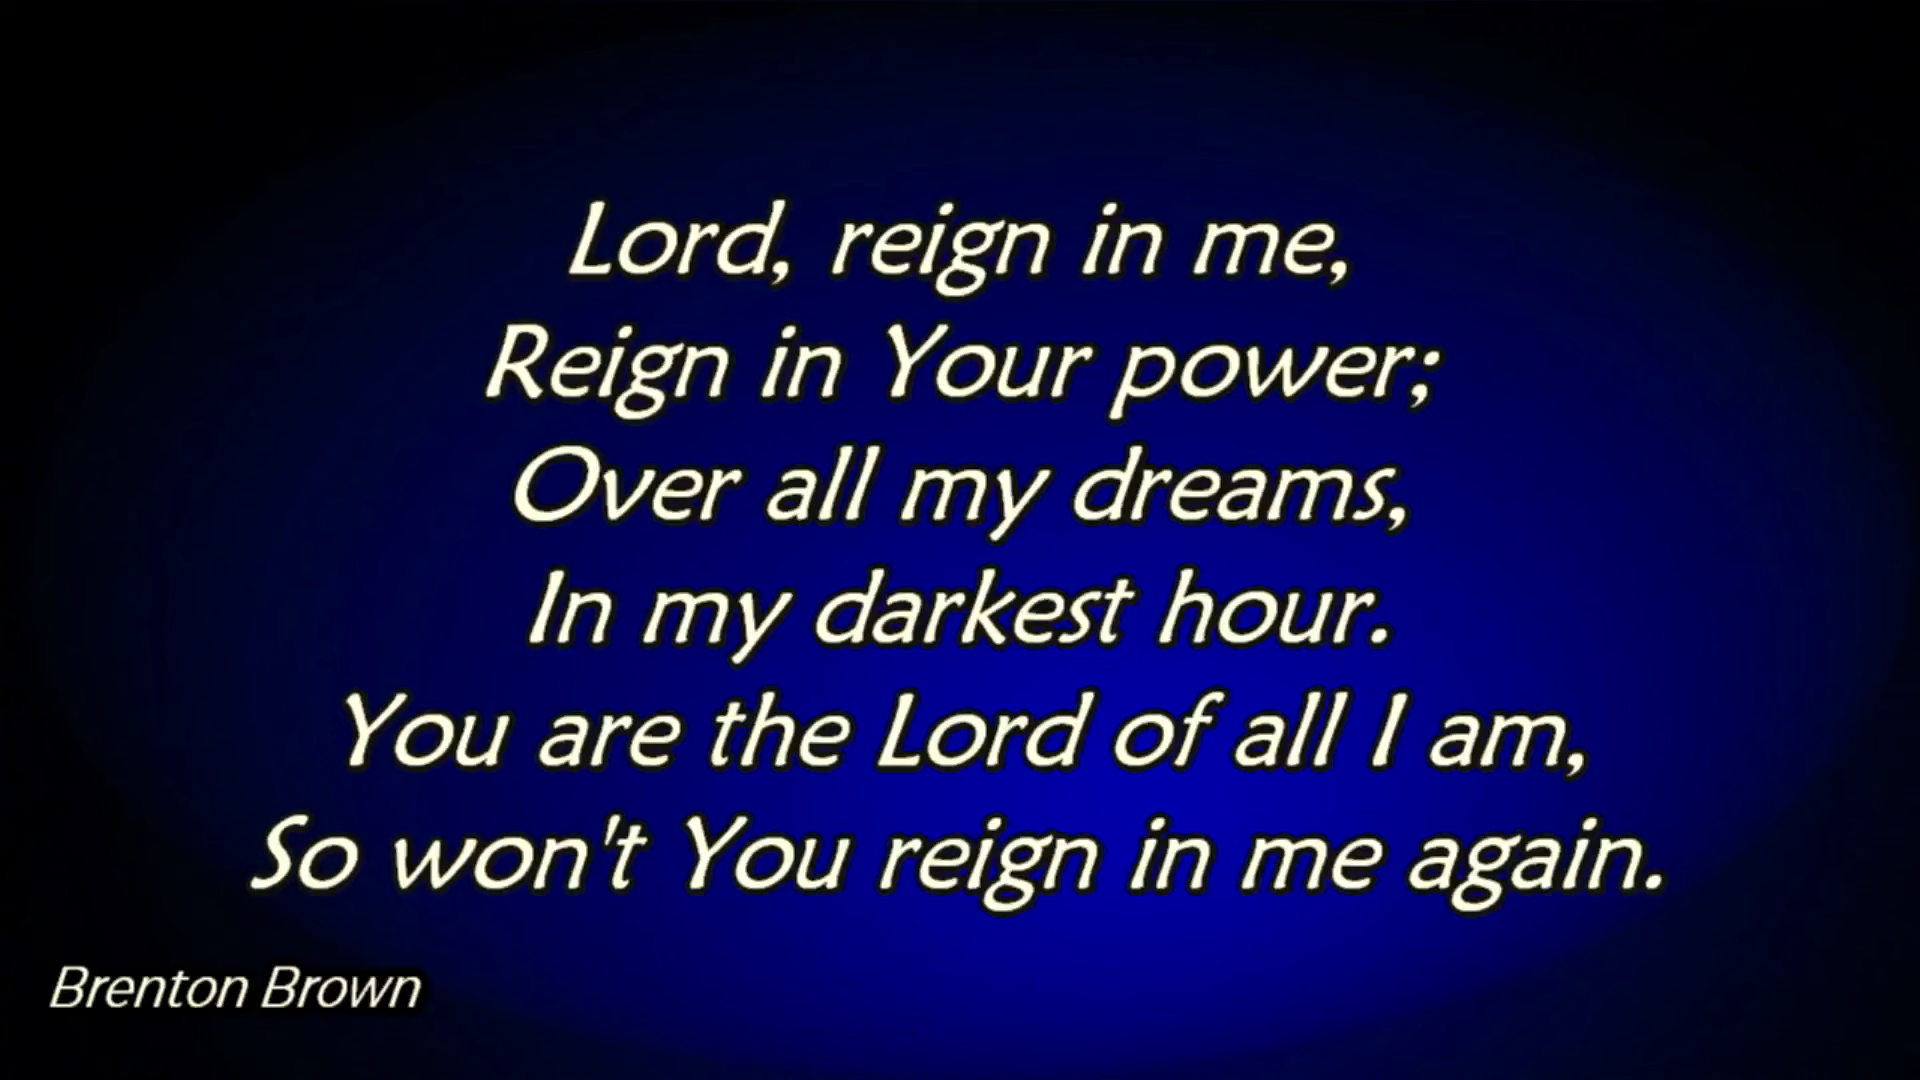 Lord, reign in me,
Reign in Your power;
Over all my dreams,
In my darkest hour.
You are the Lord of all I am,
So won't You reign in me again.
Brenton Brown